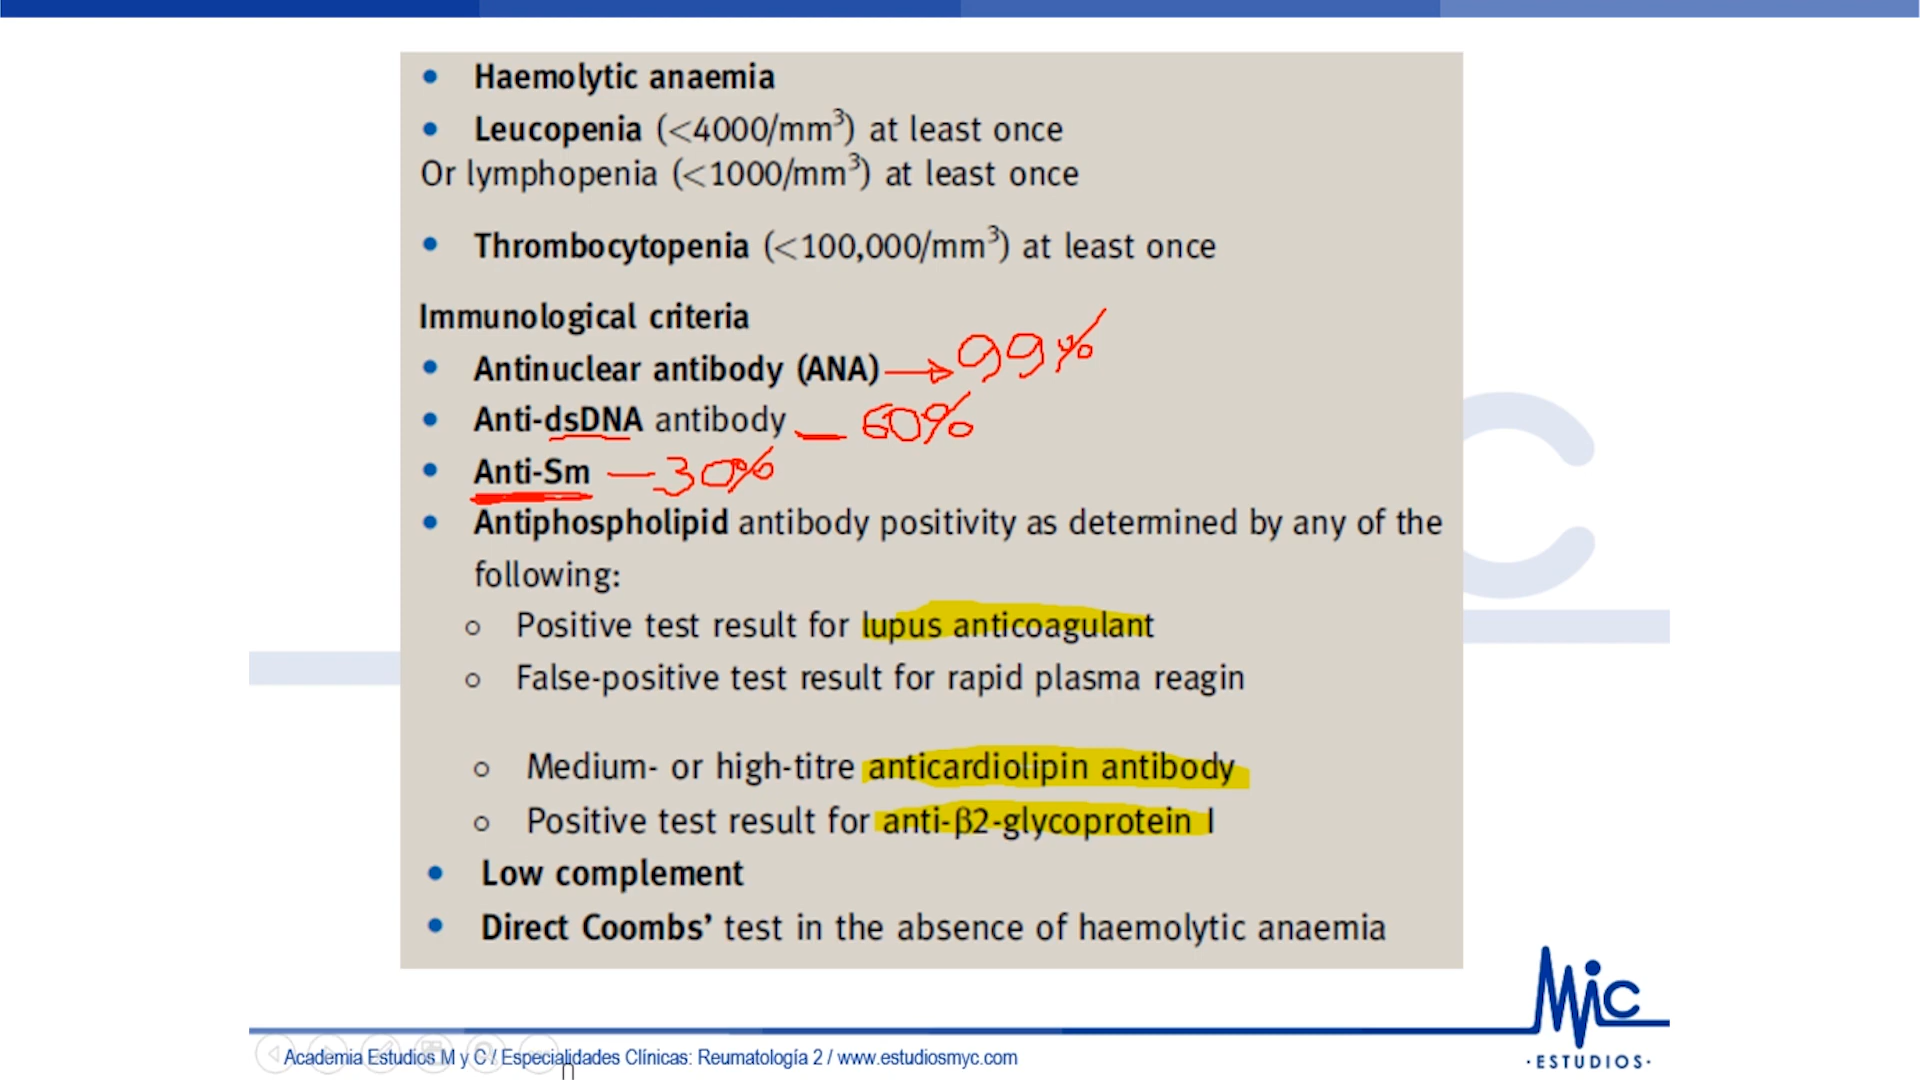 • Haemolytic anaemia
• Leucopenia (<4000/mm³) at least once
Or lymphopenia (<1000/mm³) at least once
• Thrombocytopenia (<100,000/mm³) at least once
Immunological criteria
• Antinuclear antibody (ANA) → 99%
• Anti-dsDNA antibody — 60%
• Anti-Sm — 30%
• Antiphospholipid antibody positivity as determined by any of the
following:
○ Positive test result for lupus anticoagulant
○ False-positive test result for rapid plasma reagin
○ Medium- or high-titre anticardiolipin antibody
○ Positive test result for anti-β2-glycoprotein I
• Low complement
• Direct Coombs’ test in the absence of haemolytic anaemia
Mic
·ESTUDIOS·
Academia Estudios M y C / Especialidades Clínicas: Reumatología 2 / www.estudiosmyc.com